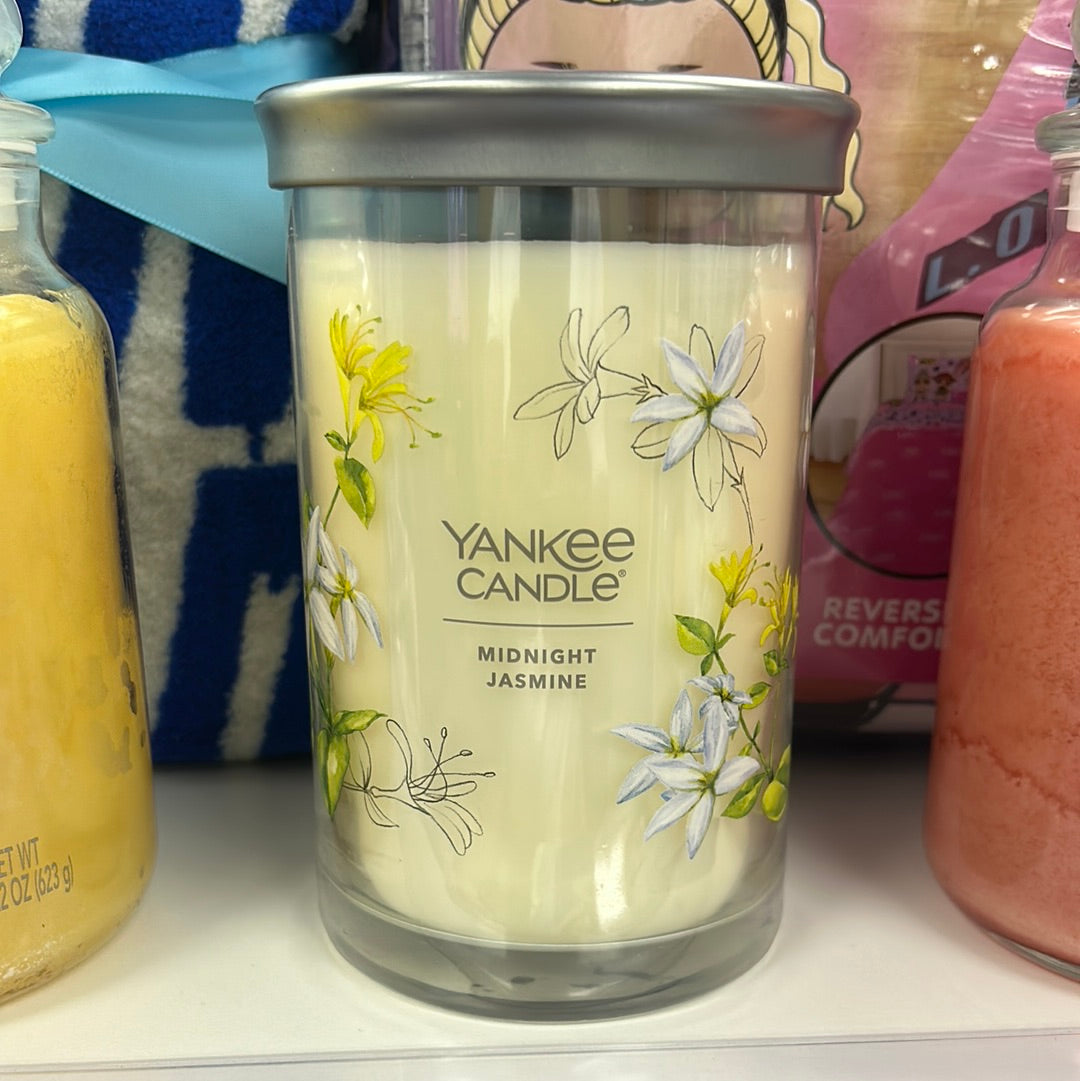 YANKEE
CANDLE®
MIDNIGHT
JASMINE
ET WT
2 OZ (623 g)
L.O
REVERS
COMFO